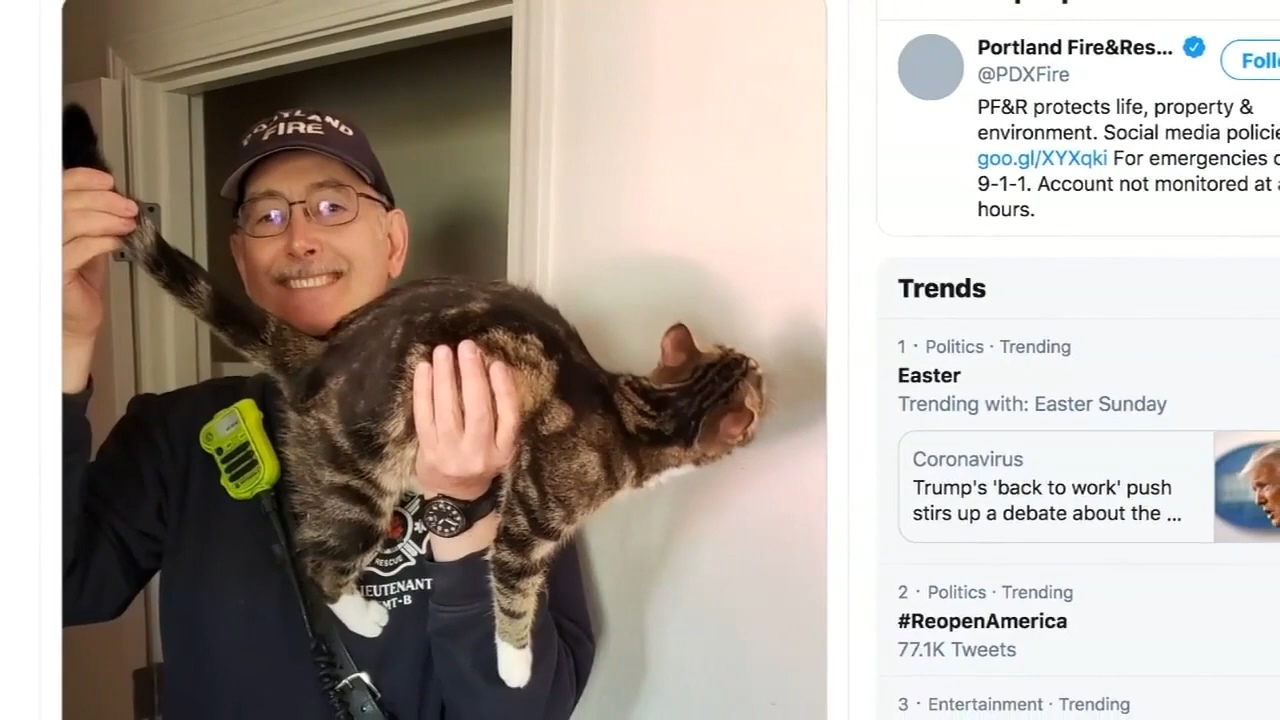 PORTLAND
FIRE
RESCUE
LIEUTENANT
Portland Fire&Res...
@PDXFire
Foll
PF&R protects life, property &
environment. Social media policie
goo.gl/XYXqki For emergencies
9-1-1. Account not monitored at a
hours.
Trends
1 · Politics · Trending
Easter
Trending with: Easter Sunday
Coronavirus
Trump's 'back to work' push
stirs up a debate about the ...
2 · Politics · Trending
#ReopenAmerica
77.1K Tweets
3 · Entertainment · Trending